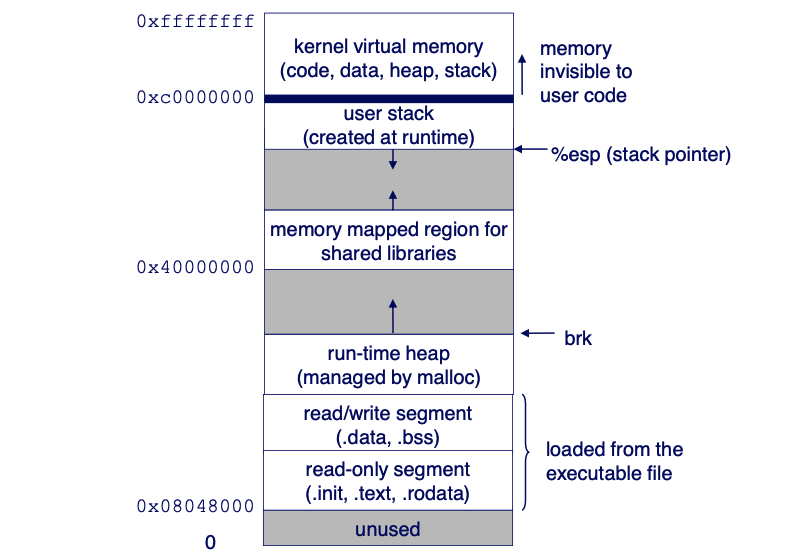 0xffffffff
kernel virtual memory
(code, data, heap, stack)
memory
invisible to
user code
0xc0000000
user stack
(created at runtime)
%esp (stack pointer)
memory mapped region for
shared libraries
0x40000000
brk
run-time heap
(managed by malloc)
read/write segment
(.data, .bss)
loaded from the
executable file
read-only segment
(.init, .text, .rodata)
0x08048000
unused
0